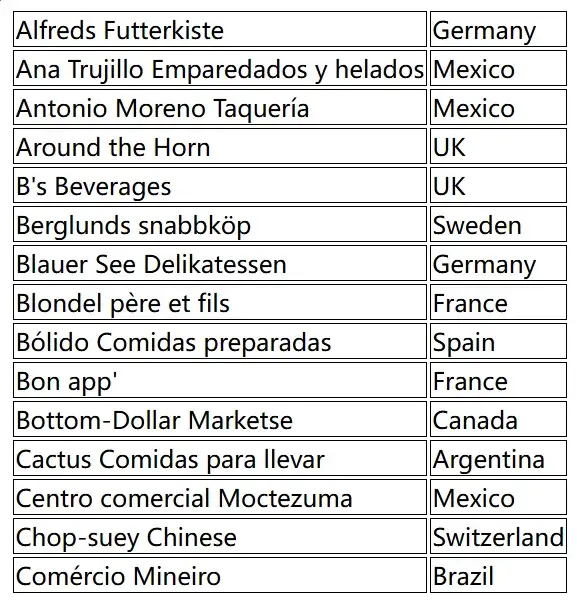 Alfreds Futterkiste Germany
Ana Trujillo Emparedados y helados Mexico
Antonio Moreno Taquería Mexico
Around the Horn UK
B's Beverages UK
Berglunds snabbköp Sweden
Blauer See Delikatessen Germany
Blondel père et fils France
Bólido Comidas preparadas Spain
Bon app' France
Bottom-Dollar Marketse Canada
Cactus Comidas para llevar Argentina
Centro comercial Moctezuma Mexico
Chop-suey Chinese Switzerland
Comércio Mineiro Brazil